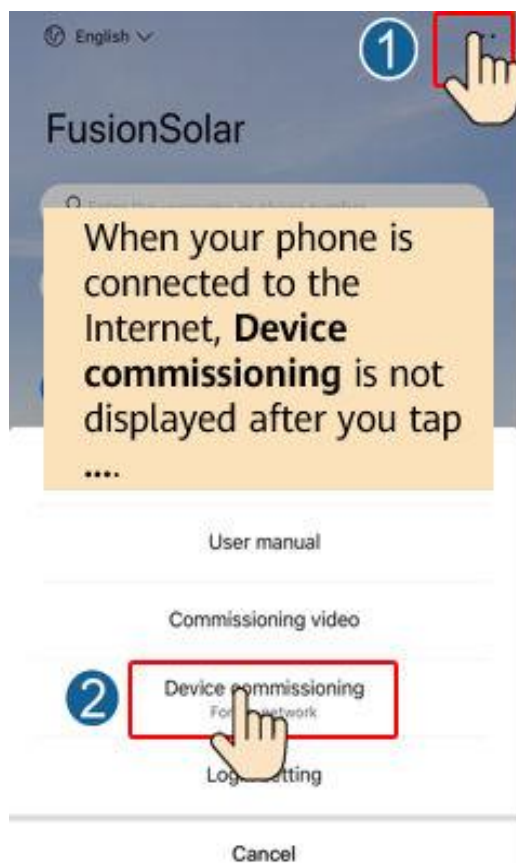 English
1
FusionSolar
When your phone is
connected to the
Internet, Device
commissioning is not
displayed after you tap
....
User manual
Commissioning video
2
Device commissioning
network
Cancel